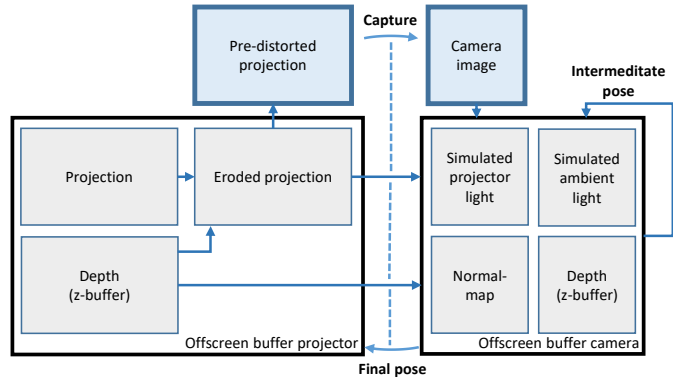 Capture
Pre-distorted
projection
Camera
image
Intermeditate
pose
Projection
Eroded projection
Simulated
projector
light
Simulated
ambient
light
Depth
(z-buffer)
Normal-
map
Depth
(z-buffer)
Offscreen buffer projector
Offscreen buffer camera
Final pose